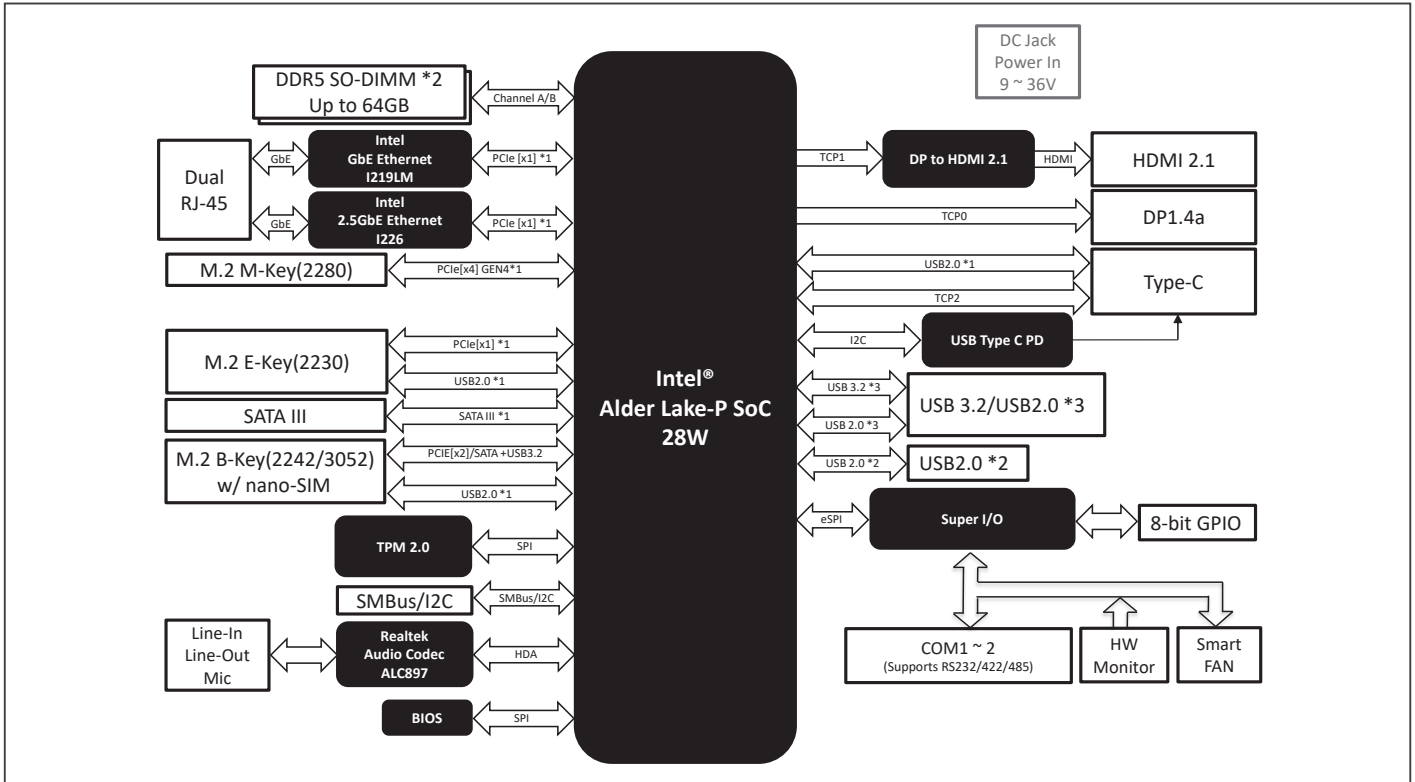 DC Jack
Power In
9 ~ 36V
DDR5 SO-DIMM *2
Up to 64GB
Channel A/B
Dual
RJ-45
GbE
Intel
GbE Ethernet
I219LM
PCIe [x1] *1
GbE
Intel
2.5GbE Ethernet
I226
PCIe [x1] *1
M.2 M-Key(2280)
PCIe[x4] GEN4*1
M.2 E-Key(2230)
PCIe[x1] *1
USB2.0 *1
SATA III
SATA III *1
M.2 B-Key(2242/3052)
w/ nano-SIM
PCIE[x2]/SATA +USB3.2
USB2.0 *1
TPM 2.0
SPI
SMBus/I2C
SMBus/I2C
Line-In
Line-Out
Mic
Realtek
Audio Codec
ALC897
HDA
BIOS
SPI
Intel®
Alder Lake-P SoC
28W
TCP1
DP to HDMI 2.1
HDMI
HDMI 2.1
TCP0
DP1.4a
USB2.0 *1
TCP2
Type-C
I2C
USB Type C PD
USB 3.2 *3
USB 2.0 *3
USB 3.2/USB2.0 *3
USB 2.0 *2
USB2.0 *2
eSPI
Super I/O
8-bit GPIO
COM1 ~ 2
(Supports RS232/422/485)
HW
Monitor
Smart
FAN